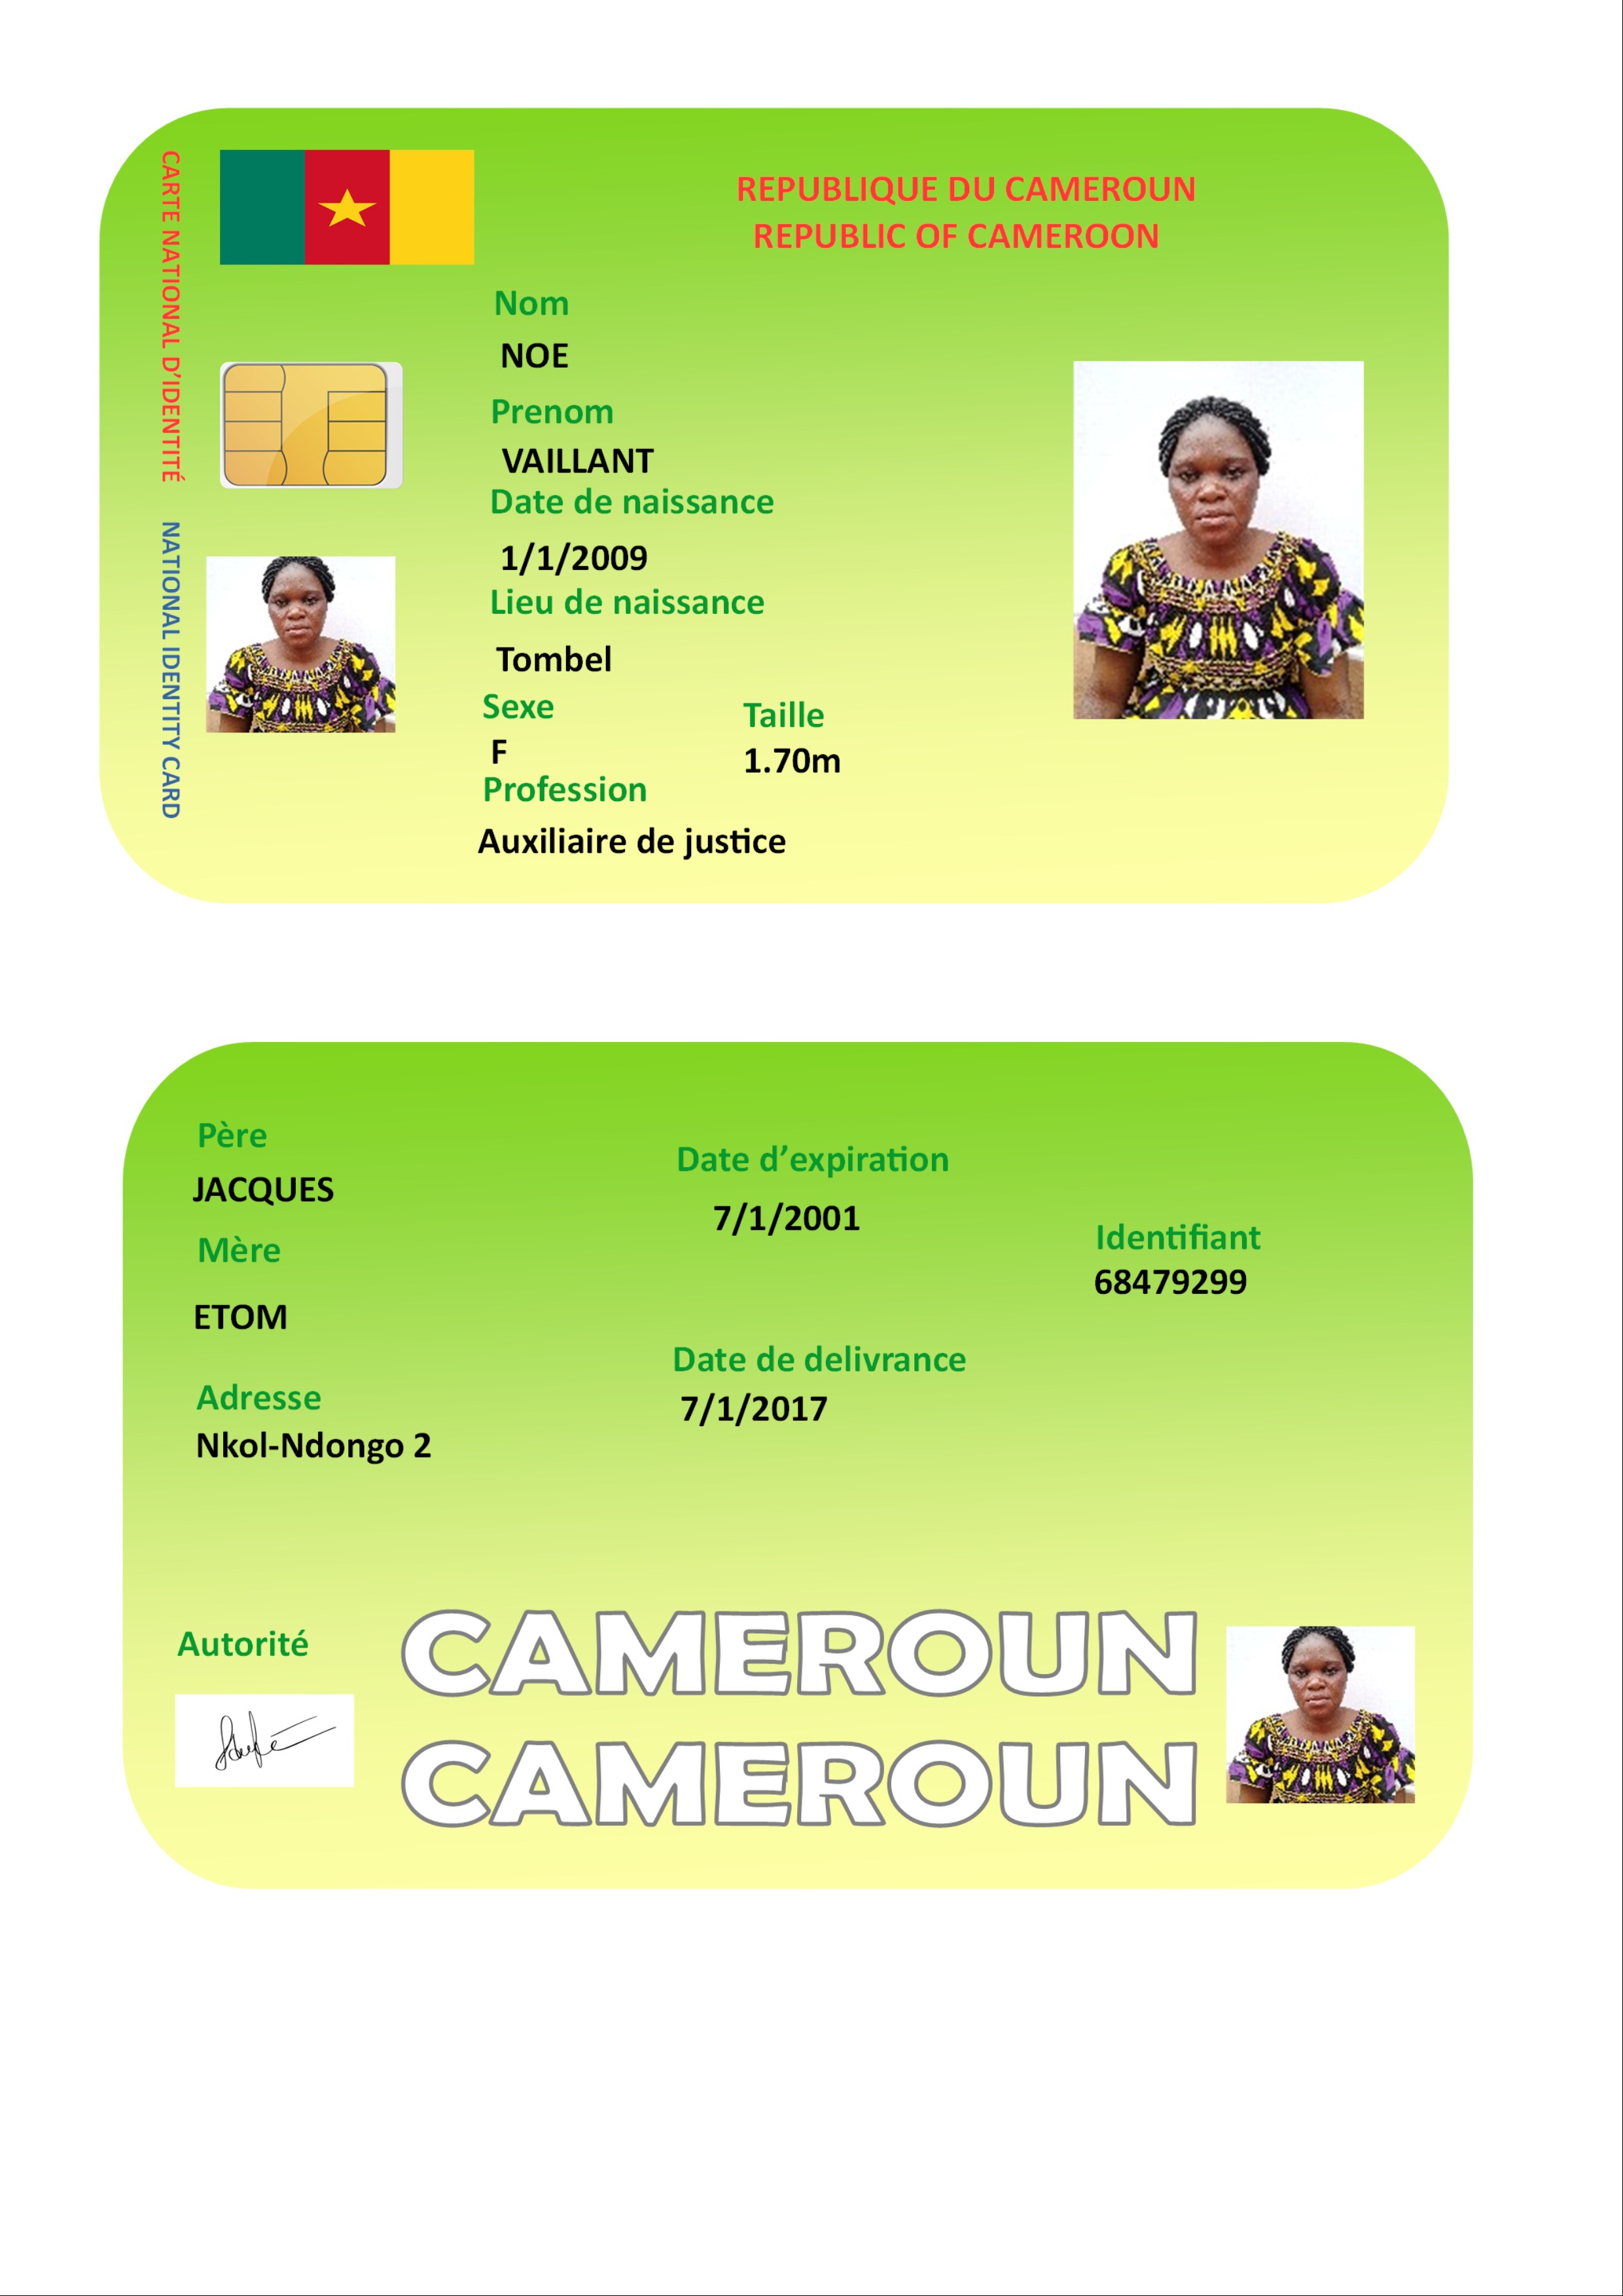 CARTE NATIONAL D'IDENTITÉ NATIONAL IDENTITY CARD
REPUBLIQUE DU CAMEROUN
REPUBLIC OF CAMEROON
Nom
NOE
Prenom
VAILLANT
Date de naissance
1/1/2009
Lieu de naissance
Tombel
Sexe Taille
F 1.70m
Profession
Auxiliaire de justice
Père
JACQUES
Mère
ETOM
Adresse
Nkol-Ndongo 2
Date d'expiration
7/1/2001
Date de delivrance
7/1/2017
Identifiant
68479299
Autorité
CAMEROUN
CAMEROUN